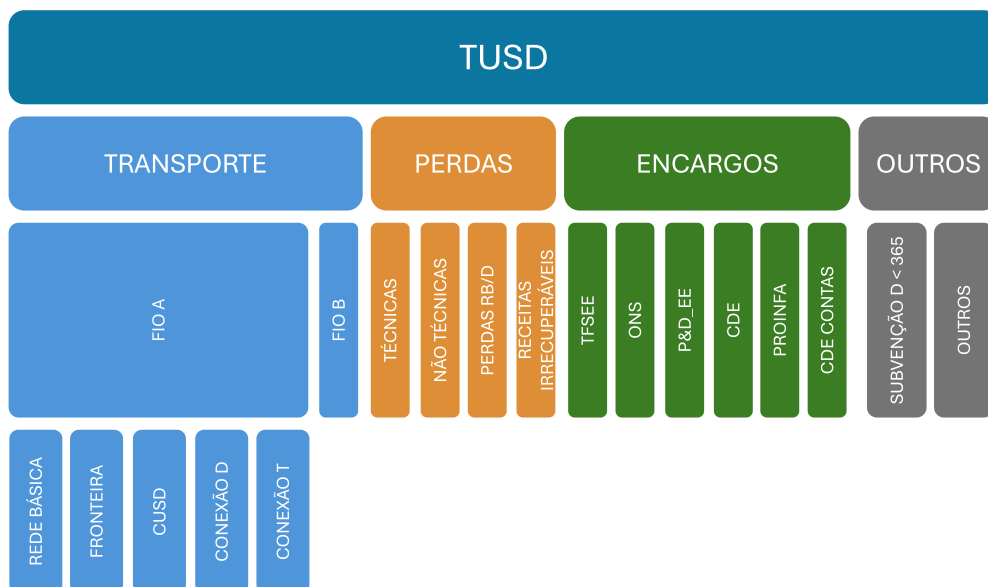 TUSD
TRANSPORTE
PERDAS
ENCARGOS
OUTROS
FIO A
FIO B
TÉCNICAS
NÃO TÉCNICAS
PERDAS RB/D
RECEITAS
IRRECUPERÁVEIS
TFSEE
ONS
P&D_EE
CDE
PROINFA
CDE CONTAS
SUBVENÇÃO D < 365
OUTROS
REDE BÁSICA
FRONTEIRA
CUSD
CONEXÃO D
CONEXÃO T